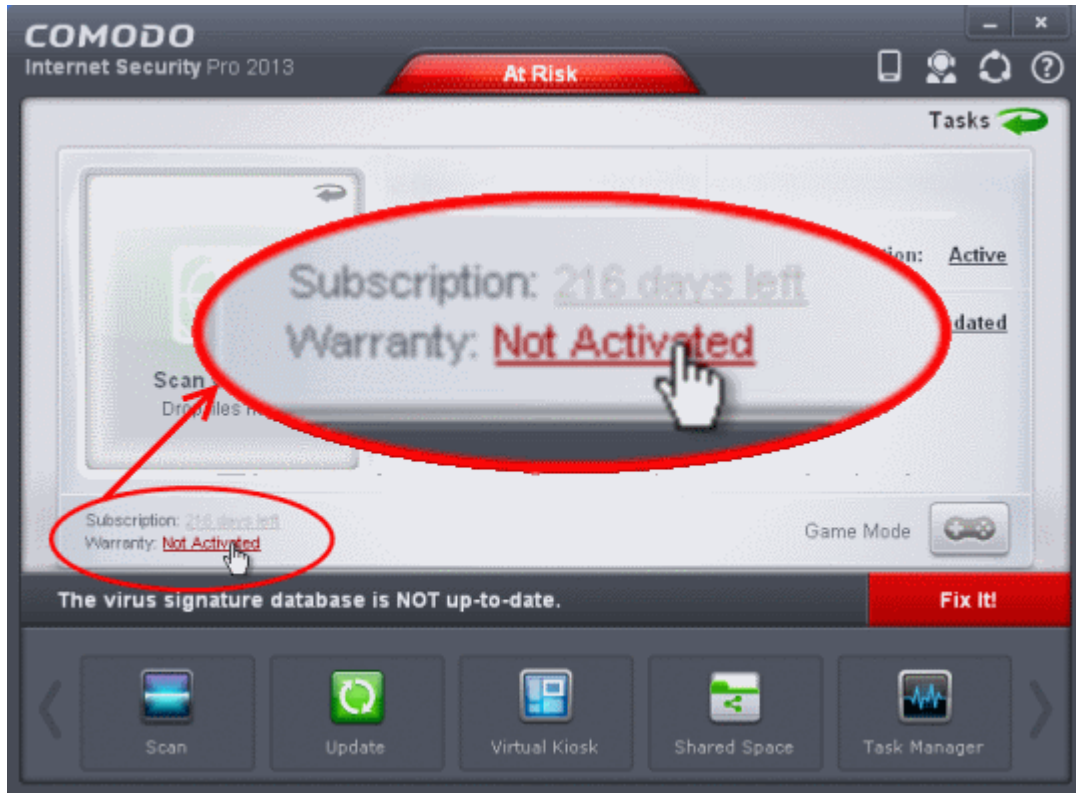 COMODO
Internet Security Pro 2013
At Risk
Tasks
Active
Subscription: 216 days left
Warranty: Not Activated
Scan
Subscription: 216 days left
Warranty: Not Activated
Game Mode
The virus signature database is NOT up-to-date.
Fix It!
Scan
Update
Virtual Kiosk
Shared Space
Task Manager